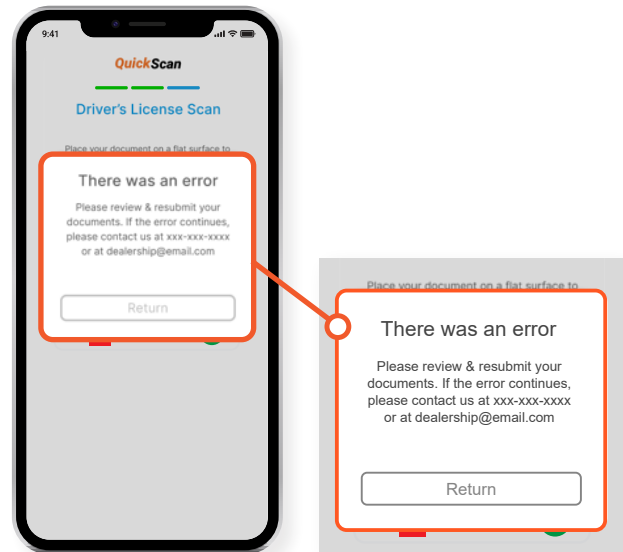 9:41
QuickScan
Driver's License Scan
Place your document on a flat surface to
There was an error
Please review & resubmit your
documents. If the error continues,
please contact us at xxx-xxx-xxxx
or at dealership@email.com
Return
Place your document on a flat surface to
There was an error
Please review & resubmit your
documents. If the error continues,
please contact us at xxx-xxx-xxxx
or at dealership@email.com
Return